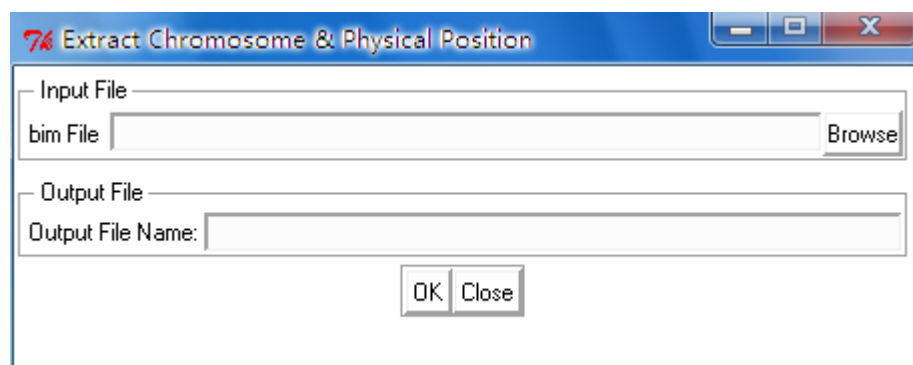 Extract Chromosome & Physical Position
Input File
bim File
Browse
Output File
Output File Name:
OK
Close